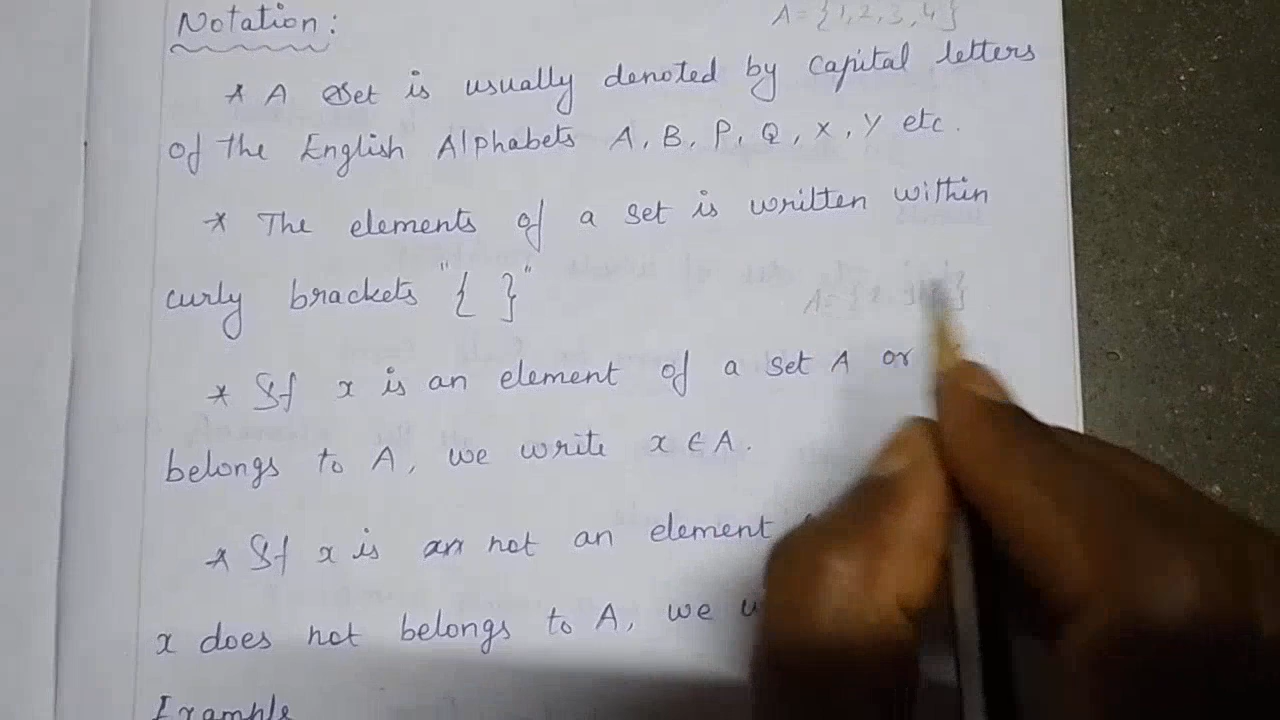 Notation:
A = {1, 2, 3, 4}
* A Set is usually denoted by capital letters
of the English Alphabets A, B, P, Q, X, Y etc.
* The elements of a set is written within
curly brackets "{ }"
A = {
* If x is an element of a set A or
belongs to A, we write x ∈ A.
* If x is not an element
x does not belongs to A, we
Example